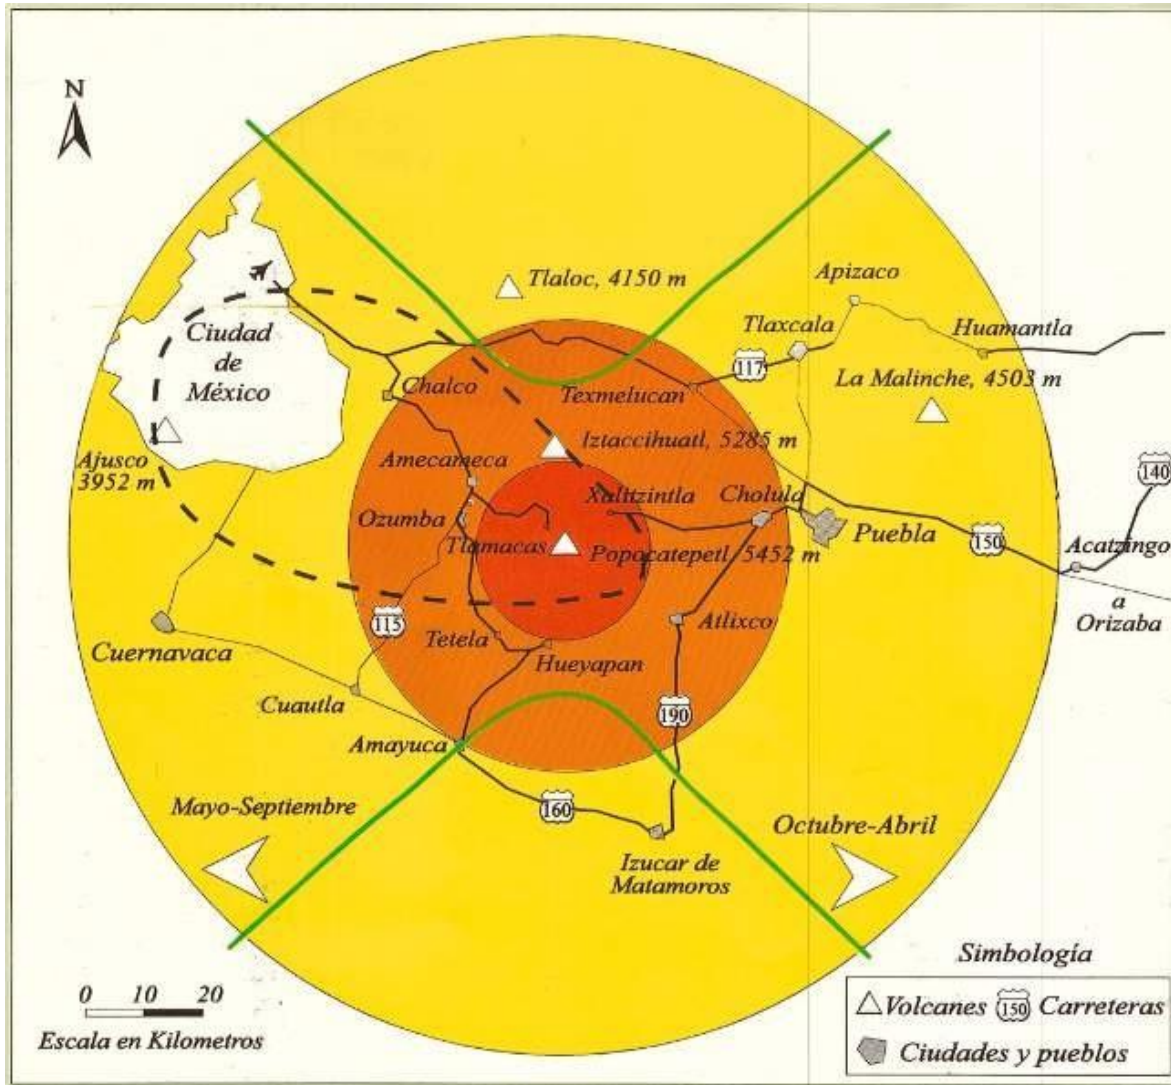 N
Tlaloc, 4150 m
Apizaco
Ciudad
de
México
Tlaxcala
Huamantla
117
La Malinche, 4503 m
Chalco
Texmelucan
Ajusco
3952 m
Iztaccihuatl, 5285 m
140
Amecameca
Xalitzintla
Cholula
Ozumba
Puebla
Tlamacas
Popocatepetl, 5452 m
150
Acatzingo
a
Orizaba
115
Tetela
Atlixco
Cuernavaca
Hueyapan
Cuautla
190
Amayuca
Mayo-Septiembre
160
Octubre-Abril
Izucar de
Matamoros
Simbología
0 10 20
Escala en Kilometros
Volcanes 150 Carreteras
Ciudades y pueblos